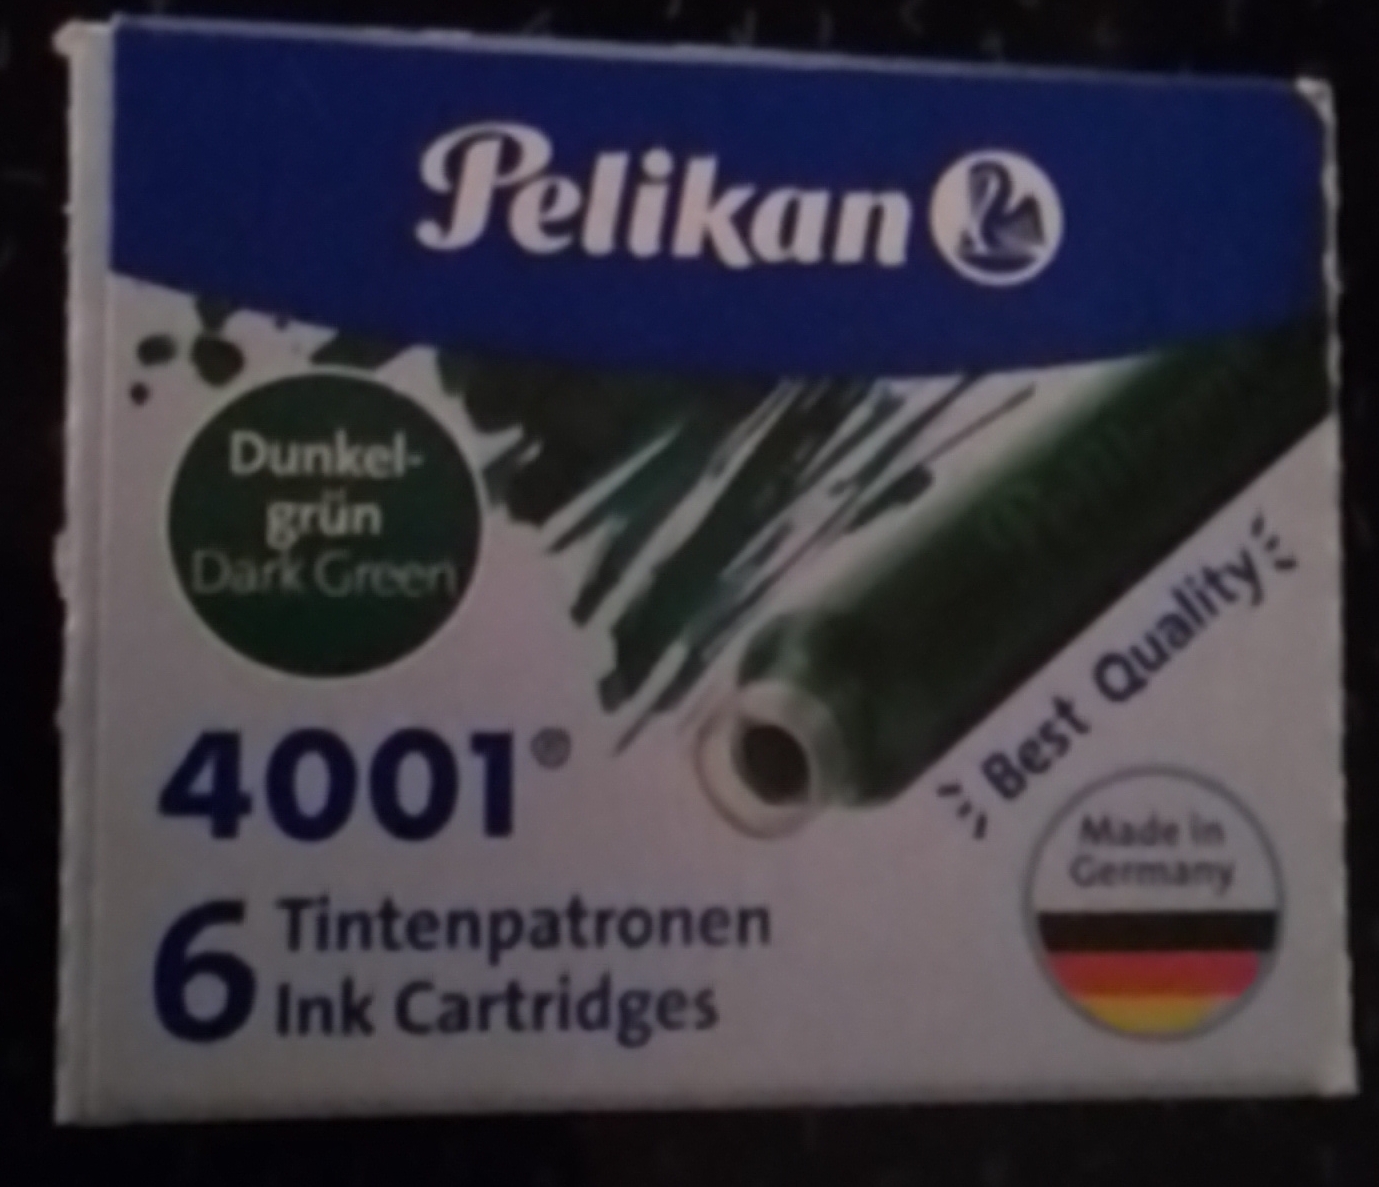 Pelikan
Dunkel-
grün
Dark Green
4001®
6
Tintenpatronen
Ink Cartridges
Best Quality
Made in
Germany